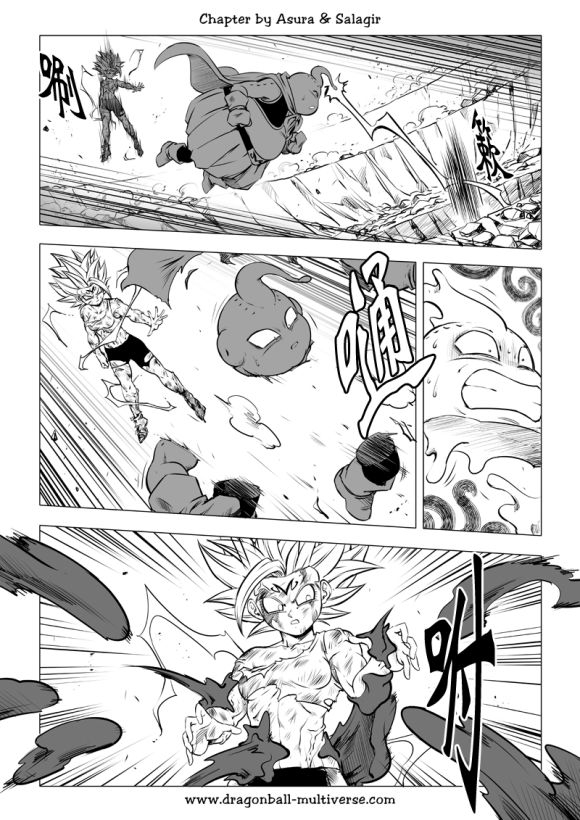 Chapter by Asura & Salagir
唰
簌
嗵
咻
www.dragonball-multiverse.com